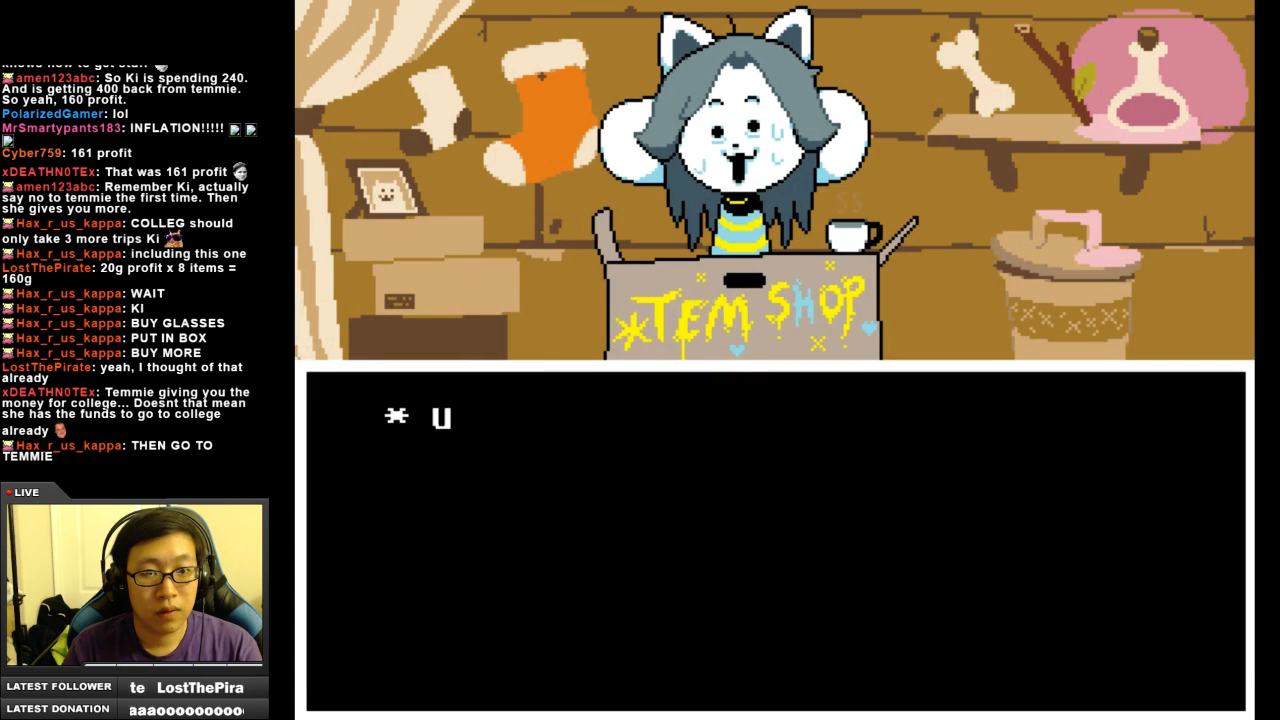 amen123abc: So Ki is spending 240.
And is getting 400 back from temmie.
So yeah, 160 profit.
PolarizedGamer: lol
MrSmartypants183: INFLATION!!!!!
Cyber759: 161 profit
xDEATHN0TEx: That was 161 profit
amen123abc: Remember Ki, actually
say no to temmie the first time. Then
she gives you more.
Hax_r_us_kappa: COLLEG should
only take 3 more trips Ki
Hax_r_us_kappa: including this one
LostThePirate: 20g profit x 8 items =
160g
Hax_r_us_kappa: WAIT
Hax_r_us_kappa: KI
Hax_r_us_kappa: BUY GLASSES
Hax_r_us_kappa: PUT IN BOX
Hax_r_us_kappa: BUY MORE
LostThePirate: yeah, I thought of that
already
xDEATHN0TEx: Temmie giving you the
money for college... Doesnt that mean
she has the funds to go to college
already
Hax_r_us_kappa: THEN GO TO
TEMMIE
LIVE
LATEST FOLLOWER te LostThePira
LATEST DONATION aaaooooooooo
TEM SHOP
* U